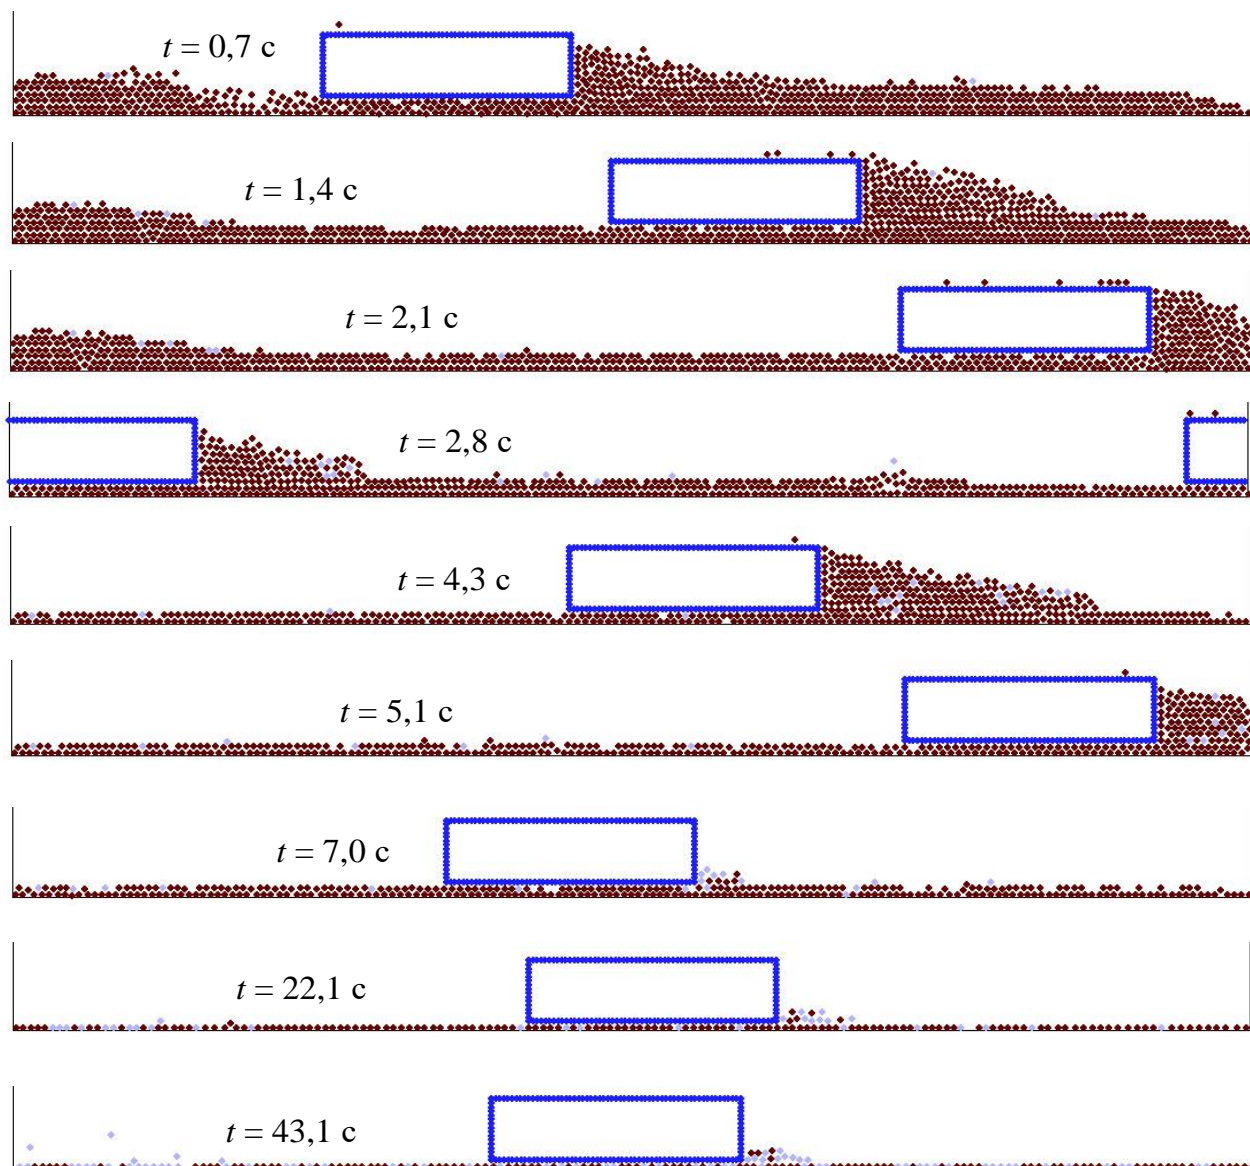 t = 0,7 с
t = 1,4 с
t = 2,1 с
t = 2,8 с
t = 4,3 с
t = 5,1 с
t = 7,0 с
t = 22,1 с
t = 43,1 с